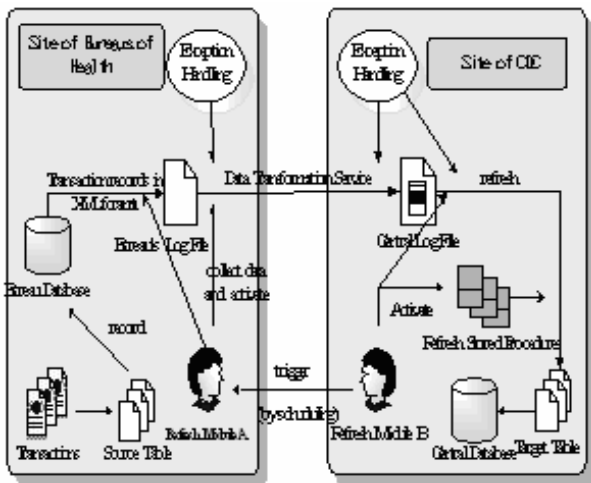 Site of Bureaus of
Health
Exception
Handling
Exception
Handling
Site of CDC
Transaction records in
XML format
Data Transformation Service
refresh
Bureau's Log File
Central Log File
collect data
and activate
Bureau Database
Activate
record
Refresh Stored Procedure
trigger
(by scheduling)
Transactions
Source Table
Refresh Module A
Refresh Module B
Central Database
Target Table